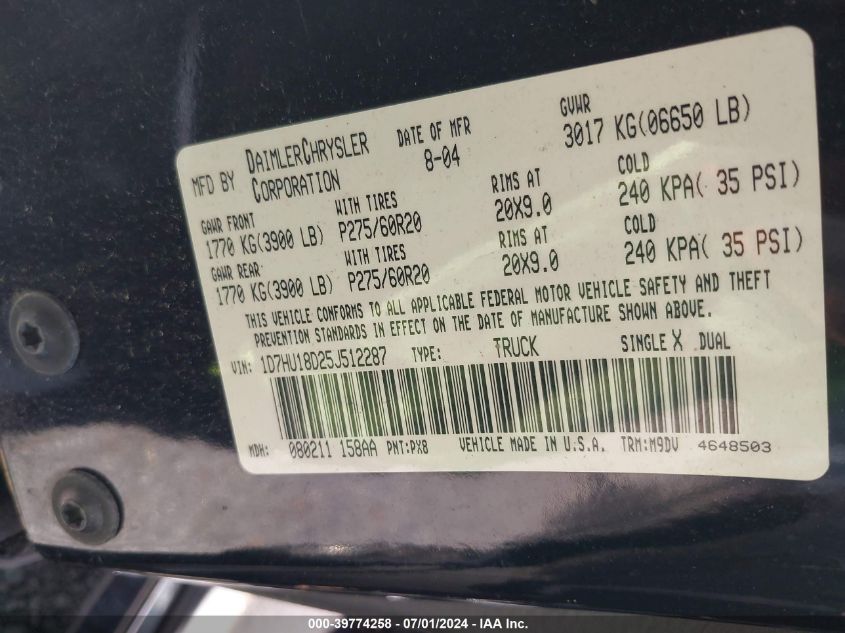 MFD BY DAIMLERCHRYSLER CORPORATION
DATE OF MFR 8-04
GVWR 3017 KG(06650 LB)
GAWR FRONT WITH TIRES RIMS AT COLD
1770 KG(3900 LB) P275/60R20 20X9.0 240 KPA( 35 PSI)
GAWR REAR WITH TIRES RIMS AT COLD
1770 KG(3900 LB) P275/60R20 20X9.0 240 KPA( 35 PSI)
THIS VEHICLE CONFORMS TO ALL APPLICABLE FEDERAL MOTOR VEHICLE SAFETY AND THEFT
PREVENTION STANDARDS IN EFFECT ON THE DATE OF MANUFACTURE SHOWN ABOVE.
VIN: 1D7HU18D25J512287 TYPE: TRUCK SINGLE X DUAL
MDH: 080211 158AA PNT:PX8 VEHICLE MADE IN U.S.A. TRM:M9DV 4648503
000-39774258 - 07/01/2024 - IAA Inc.